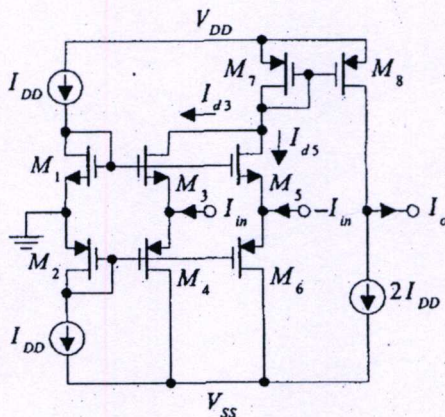 V_DD
I_DD
M_7
M_8
I_d3
I_d5
M_1
M_3
M_5
I_in
-I_in
I_o
M_2
M_4
M_6
I_DD
2I_DD
V_SS